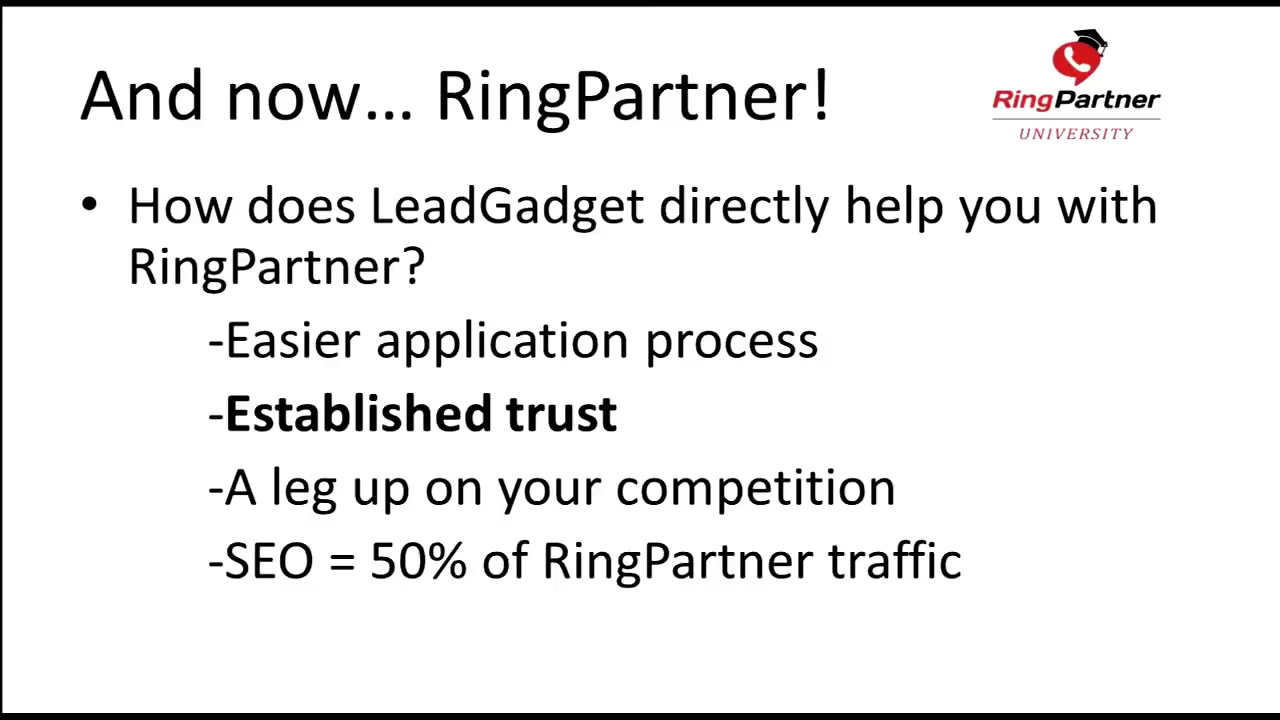 And now... RingPartner!
RingPartner
UNIVERSITY
• How does LeadGadget directly help you with
RingPartner?
-Easier application process
-Established trust
-A leg up on your competition
-SEO = 50% of RingPartner traffic